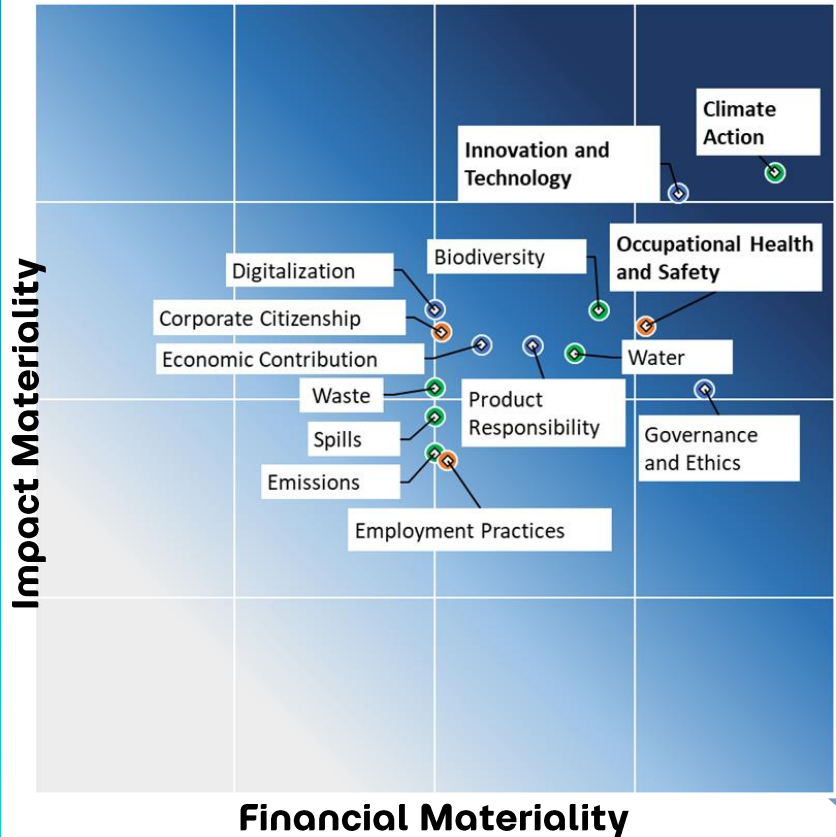 Climate
Action
Innovation and
Technology
Occupational Health
and Safety
Biodiversity
Digitalization
Corporate Citizenship
Economic Contribution
Water
Waste
Product
Responsibility
Spills
Governance
and Ethics
Emissions
Employment Practices
Impact Materiality
Financial Materiality